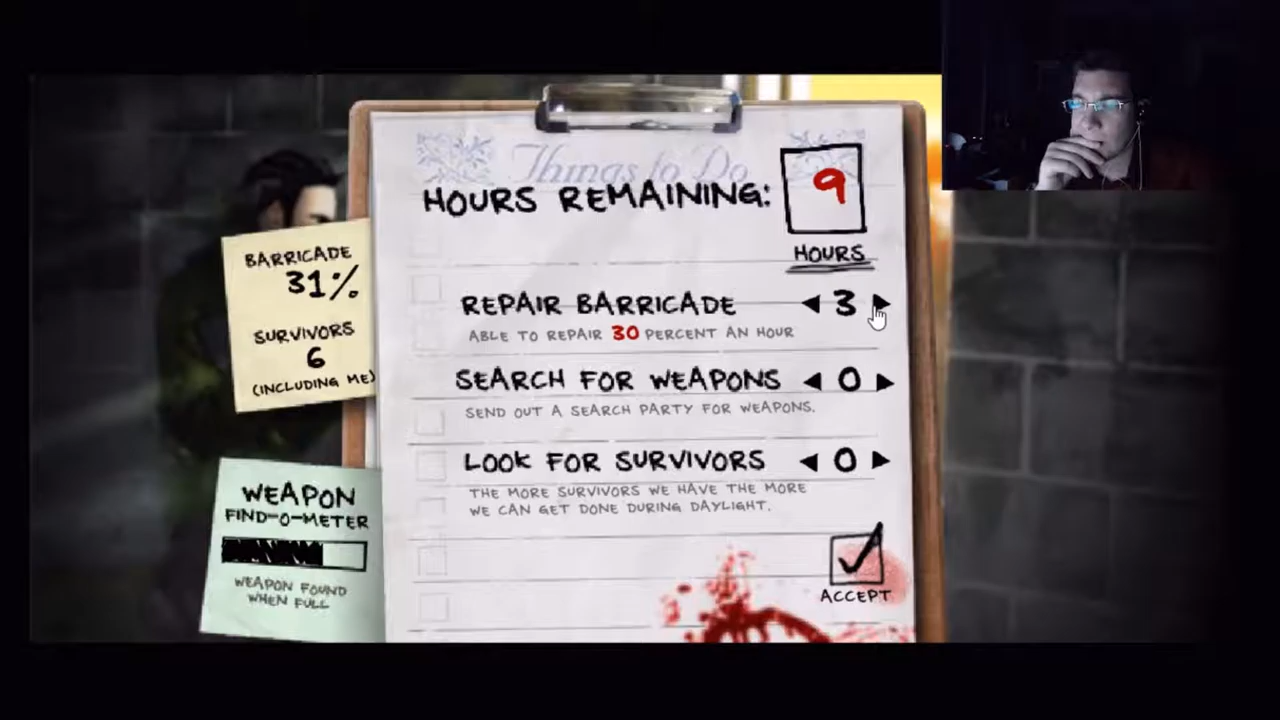 Things to Do
HOURS REMAINING: 9
HOURS
BARRICADE
31%
SURVIVORS
6
(INCLUDING ME)
REPAIR BARRICADE 3
ABLE TO REPAIR 30 PERCENT AN HOUR
SEARCH FOR WEAPONS 0
SEND OUT A SEARCH PARTY FOR WEAPONS.
LOOK FOR SURVIVORS 0
THE MORE SURVIVORS WE HAVE THE MORE
WE CAN GET DONE DURING DAYLIGHT.
WEAPON
FIND-O-METER
WEAPON FOUND
WHEN FULL
ACCEPT